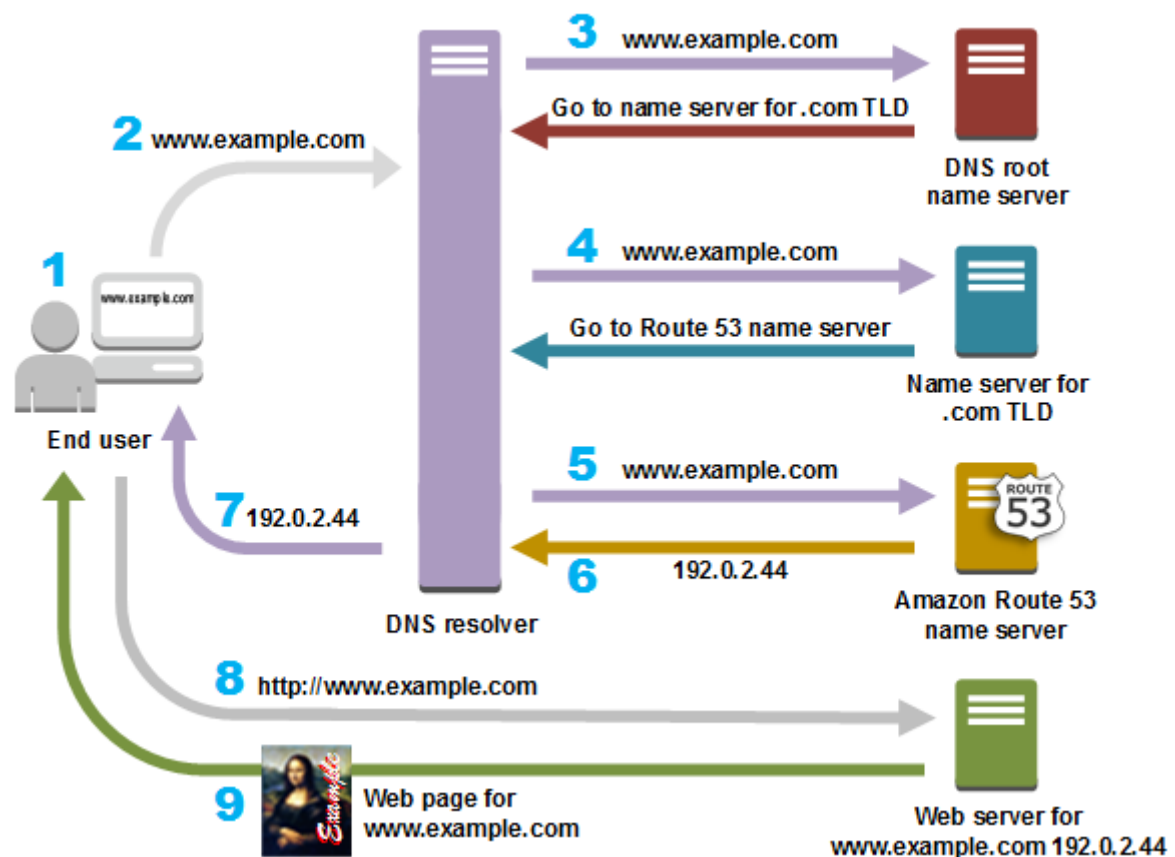 3 www.example.com
Go to name server for .com TLD
DNS root
name server
2 www.example.com
1
www.example.com
End user
4 www.example.com
Go to Route 53 name server
Name server for
.com TLD
5 www.example.com
ROUTE
53
6
192.0.2.44
Amazon Route 53
name server
7 192.0.2.44
DNS resolver
8 http://www.example.com
9
Example
Web page for
www.example.com
Web server for
www.example.com 192.0.2.44